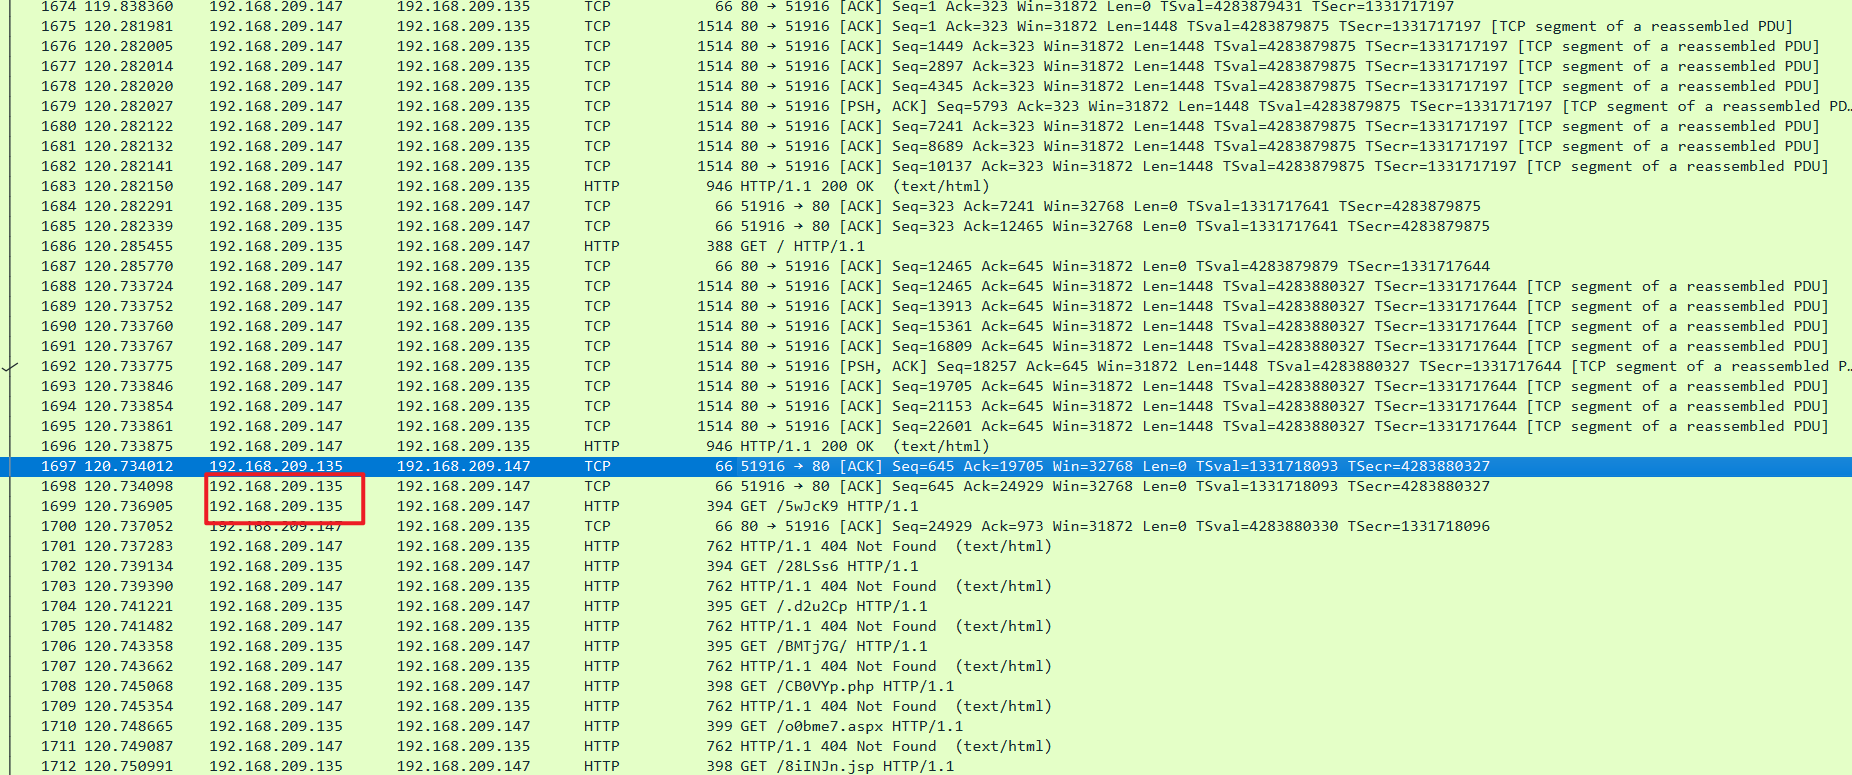 1674 119.838360 192.168.209.147 192.168.209.135 TCP 66 80 → 51916 [ACK] Seq=1 Ack=323 Win=31872 Len=0 TSval=4283879431 TSecr=1331717197
1675 120.281981 192.168.209.147 192.168.209.135 TCP 1514 80 → 51916 [ACK] Seq=1 Ack=323 Win=31872 Len=1448 TSval=4283879875 TSecr=1331717197 [TCP segment of a reassembled PDU]
1676 120.282005 192.168.209.147 192.168.209.135 TCP 1514 80 → 51916 [ACK] Seq=1449 Ack=323 Win=31872 Len=1448 TSval=4283879875 TSecr=1331717197 [TCP segment of a reassembled PDU]
1677 120.282014 192.168.209.147 192.168.209.135 TCP 1514 80 → 51916 [ACK] Seq=2897 Ack=323 Win=31872 Len=1448 TSval=4283879875 TSecr=1331717197 [TCP segment of a reassembled PDU]
1678 120.282020 192.168.209.147 192.168.209.135 TCP 1514 80 → 51916 [ACK] Seq=4345 Ack=323 Win=31872 Len=1448 TSval=4283879875 TSecr=1331717197 [TCP segment of a reassembled PDU]
1679 120.282027 192.168.209.147 192.168.209.135 TCP 1514 80 → 51916 [PSH, ACK] Seq=5793 Ack=323 Win=31872 Len=1448 TSval=4283879875 TSecr=1331717197 [TCP segment of a reassembled PD…
1680 120.282122 192.168.209.147 192.168.209.135 TCP 1514 80 → 51916 [ACK] Seq=7241 Ack=323 Win=31872 Len=1448 TSval=4283879875 TSecr=1331717197 [TCP segment of a reassembled PDU]
1681 120.282132 192.168.209.147 192.168.209.135 TCP 1514 80 → 51916 [ACK] Seq=8689 Ack=323 Win=31872 Len=1448 TSval=4283879875 TSecr=1331717197 [TCP segment of a reassembled PDU]
1682 120.282141 192.168.209.147 192.168.209.135 TCP 1514 80 → 51916 [ACK] Seq=10137 Ack=323 Win=31872 Len=1448 TSval=4283879875 TSecr=1331717197 [TCP segment of a reassembled PDU]
1683 120.282150 192.168.209.147 192.168.209.135 HTTP 946 HTTP/1.1 200 OK (text/html)
1684 120.282291 192.168.209.135 192.168.209.147 TCP 66 51916 → 80 [ACK] Seq=323 Ack=7241 Win=32768 Len=0 TSval=1331717641 TSecr=4283879875
1685 120.282339 192.168.209.135 192.168.209.147 TCP 66 51916 → 80 [ACK] Seq=323 Ack=12465 Win=32768 Len=0 TSval=1331717641 TSecr=4283879875
1686 120.285455 192.168.209.135 192.168.209.147 HTTP 388 GET / HTTP/1.1
1687 120.285770 192.168.209.147 192.168.209.135 TCP 66 80 → 51916 [ACK] Seq=12465 Ack=645 Win=31872 Len=0 TSval=4283879879 TSecr=1331717644
1688 120.733724 192.168.209.147 192.168.209.135 TCP 1514 80 → 51916 [ACK] Seq=12465 Ack=645 Win=31872 Len=1448 TSval=4283880327 TSecr=1331717644 [TCP segment of a reassembled PDU]
1689 120.733752 192.168.209.147 192.168.209.135 TCP 1514 80 → 51916 [ACK] Seq=13913 Ack=645 Win=31872 Len=1448 TSval=4283880327 TSecr=1331717644 [TCP segment of a reassembled PDU]
1690 120.733760 192.168.209.147 192.168.209.135 TCP 1514 80 → 51916 [ACK] Seq=15361 Ack=645 Win=31872 Len=1448 TSval=4283880327 TSecr=1331717644 [TCP segment of a reassembled PDU]
1691 120.733767 192.168.209.147 192.168.209.135 TCP 1514 80 → 51916 [ACK] Seq=16809 Ack=645 Win=31872 Len=1448 TSval=4283880327 TSecr=1331717644 [TCP segment of a reassembled PDU]
1692 120.733775 192.168.209.147 192.168.209.135 TCP 1514 80 → 51916 [PSH, ACK] Seq=18257 Ack=645 Win=31872 Len=1448 TSval=4283880327 TSecr=1331717644 [TCP segment of a reassembled P…
1693 120.733846 192.168.209.147 192.168.209.135 TCP 1514 80 → 51916 [ACK] Seq=19705 Ack=645 Win=31872 Len=1448 TSval=4283880327 TSecr=1331717644 [TCP segment of a reassembled PDU]
1694 120.733854 192.168.209.147 192.168.209.135 TCP 1514 80 → 51916 [ACK] Seq=21153 Ack=645 Win=31872 Len=1448 TSval=4283880327 TSecr=1331717644 [TCP segment of a reassembled PDU]
1695 120.733861 192.168.209.147 192.168.209.135 TCP 1514 80 → 51916 [ACK] Seq=22601 Ack=645 Win=31872 Len=1448 TSval=4283880327 TSecr=1331717644 [TCP segment of a reassembled PDU]
1696 120.733875 192.168.209.147 192.168.209.135 HTTP 946 HTTP/1.1 200 OK (text/html)
1697 120.734012 192.168.209.135 192.168.209.147 TCP 66 51916 → 80 [ACK] Seq=645 Ack=19705 Win=32768 Len=0 TSval=1331718093 TSecr=4283880327
1698 120.734098 192.168.209.135 192.168.209.147 TCP 66 51916 → 80 [ACK] Seq=645 Ack=24929 Win=32768 Len=0 TSval=1331718093 TSecr=4283880327
1699 120.736905 192.168.209.135 192.168.209.147 HTTP 394 GET /5wJcK9 HTTP/1.1
1700 120.737052 192.168.209.147 192.168.209.135 TCP 66 80 → 51916 [ACK] Seq=24929 Ack=973 Win=31872 Len=0 TSval=4283880330 TSecr=1331718096
1701 120.737283 192.168.209.147 192.168.209.135 HTTP 762 HTTP/1.1 404 Not Found (text/html)
1702 120.739134 192.168.209.135 192.168.209.147 HTTP 394 GET /28LSs6 HTTP/1.1
1703 120.739390 192.168.209.147 192.168.209.135 HTTP 762 HTTP/1.1 404 Not Found (text/html)
1704 120.741221 192.168.209.135 192.168.209.147 HTTP 395 GET /.d2u2Cp HTTP/1.1
1705 120.741482 192.168.209.147 192.168.209.135 HTTP 762 HTTP/1.1 404 Not Found (text/html)
1706 120.743358 192.168.209.135 192.168.209.147 HTTP 395 GET /BMTj7G/ HTTP/1.1
1707 120.743662 192.168.209.147 192.168.209.135 HTTP 762 HTTP/1.1 404 Not Found (text/html)
1708 120.745068 192.168.209.135 192.168.209.147 HTTP 398 GET /CB0VYp.php HTTP/1.1
1709 120.745354 192.168.209.147 192.168.209.135 HTTP 762 HTTP/1.1 404 Not Found (text/html)
1710 120.748665 192.168.209.135 192.168.209.147 HTTP 399 GET /o0bme7.aspx HTTP/1.1
1711 120.749087 192.168.209.147 192.168.209.135 HTTP 762 HTTP/1.1 404 Not Found (text/html)
1712 120.750991 192.168.209.135 192.168.209.147 HTTP 398 GET /8iINJn.jsp HTTP/1.1